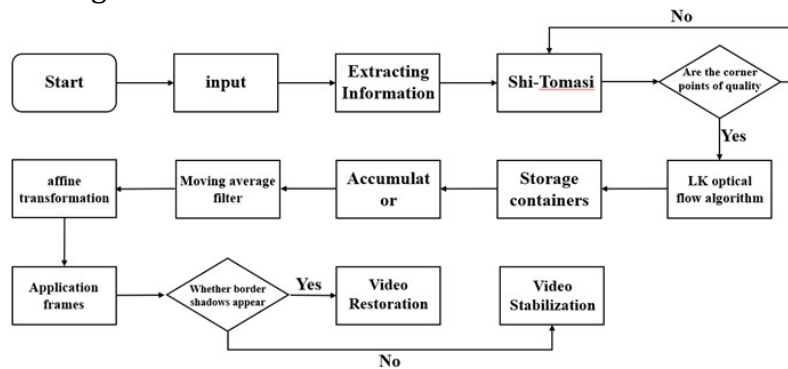 No
Start
input
Extracting
Information
Shi-Tomasi
Are the corner
points of quality
Yes
affine
transformation
Moving average
filter
Accumulat
or
Storage
containers
LK optical
flow algorithm
Application
frames
Whether border
shadows appear
Yes
Video
Restoration
Video
Stabilization
No